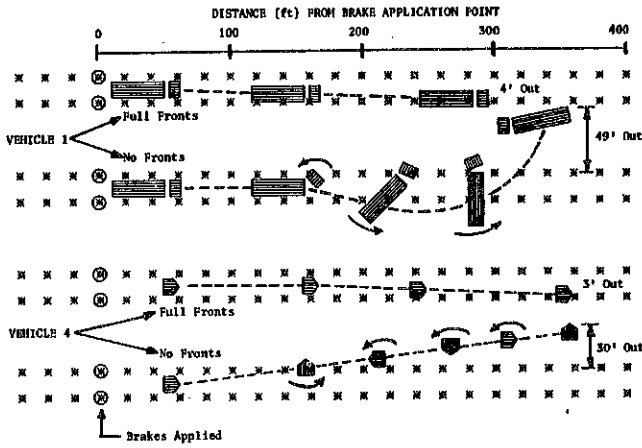 DISTANCE (ft) FROM BRAKE APPLICATION POINT
0 100 200 300 400
4' Out
Full Fronts
VEHICLE 1
49' Out
No Fronts
3' Out
Full Fronts
VEHICLE 4
No Fronts
30' Out
Brakes Applied